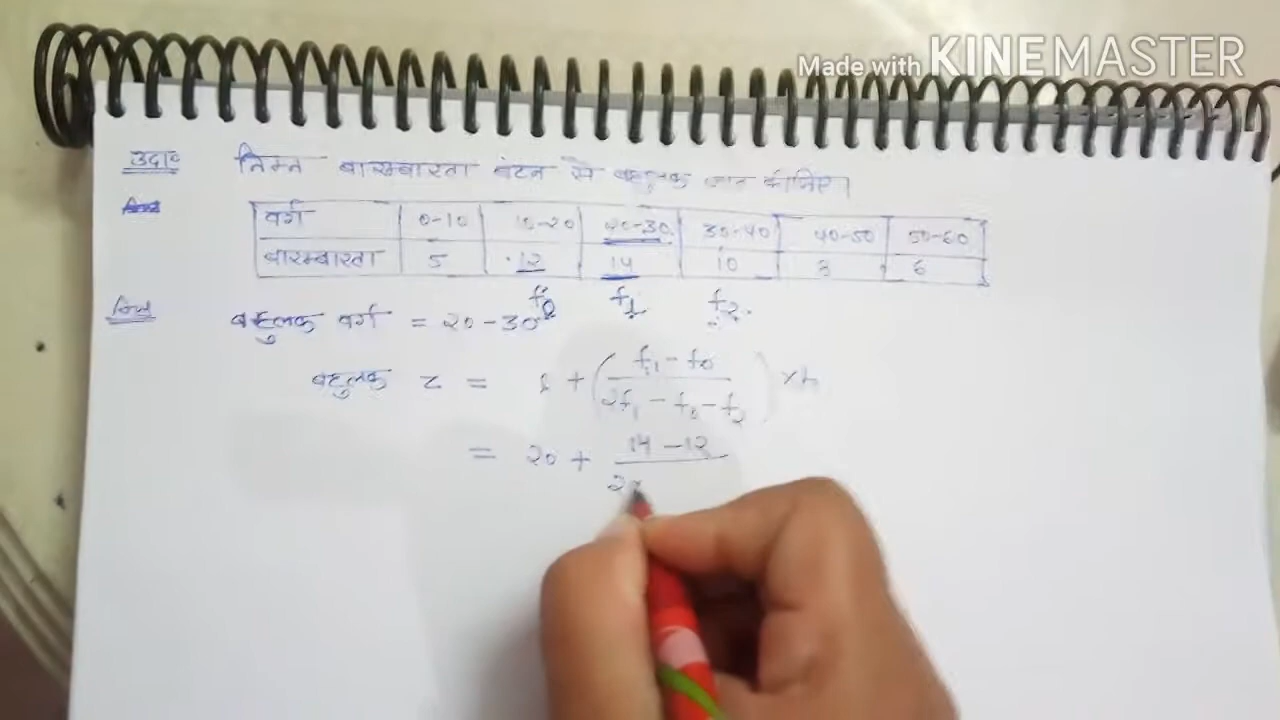 Made with KINEMASTER
उदा० निम्न बारम्बारता बंटन से बहुलक ज्ञात कीजिए।
वर्ग 0-10 10-20 20-30 30-40 40-50 50-60
बारम्बारता 5 12 14 10 8 6
f0 f1 f2
बहुलक वर्ग = 20-30
बहुलक z = l + (f1 - f0 / 2f1 - f0 - f2) × h
= 20 + 14 - 12 / 2×